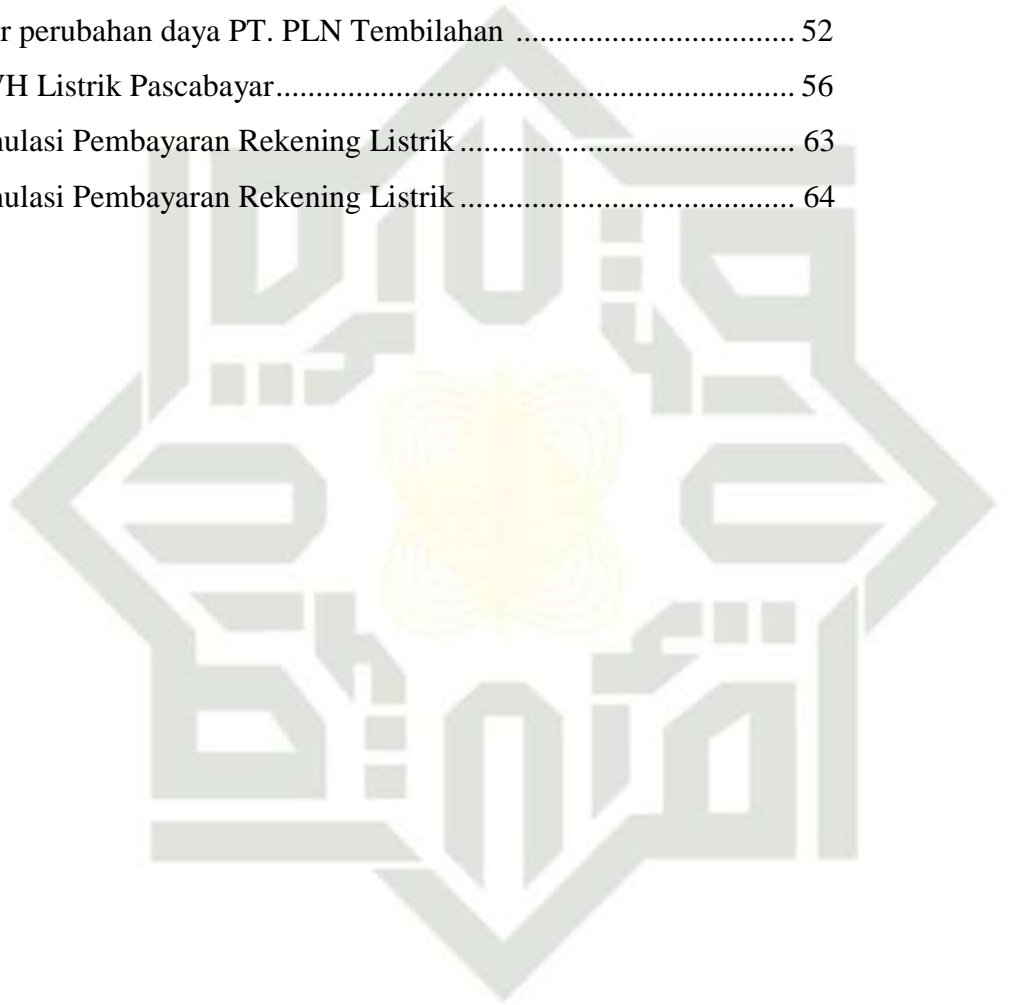 r perubahan daya PT. PLN Tembilahan ................................. 52
VH Listrik Pascabayar.............................................................. 56
nulasi Pembayaran Rekening Listrik ........................................ 63
nulasi Pembayaran Rekening Listrik ........................................ 64